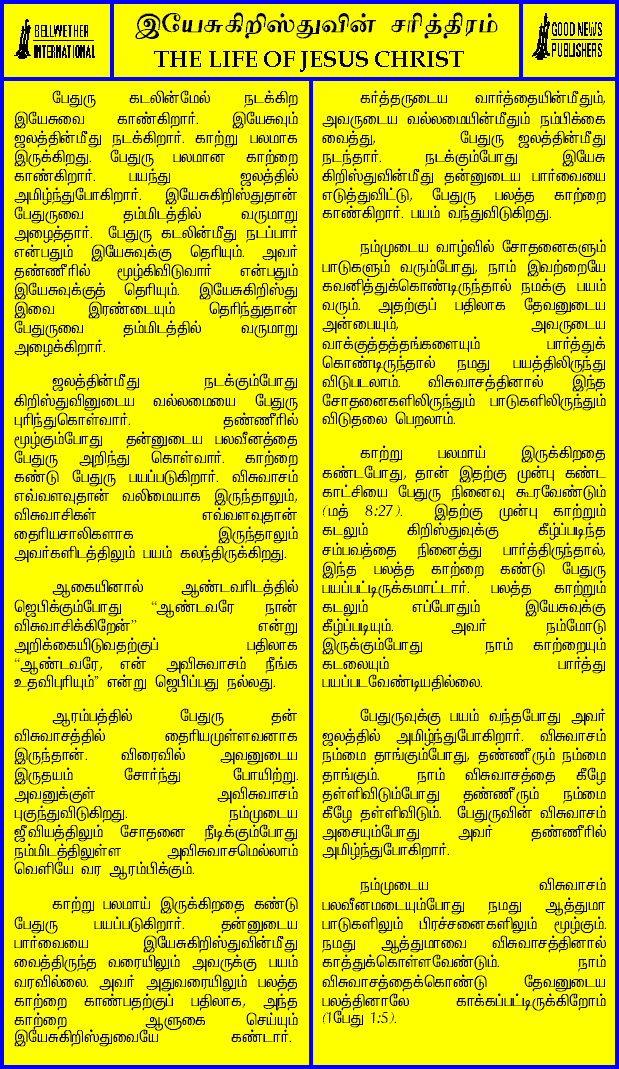 BELLWETHER
INTERNATIONAL
இயேசுகிறிஸ்துவின் சரித்திரம்
THE LIFE OF JESUS CHRIST
GOOD NEWS
PUBLISHERS
பேதுரு கடலின்மேல் நடக்கிற
இயேசுவை காண்கிறார். இயேசுவும்
ஜலத்தின்மீது நடக்கிறார். காற்று பலமாக
இருக்கிறது. பேதுரு பலமான காற்றை
காண்கிறார். பயந்து ஜலத்தில்
அமிழ்ந்துபோகிறார். இயேசுகிறிஸ்துதான்
பேதுருவை தம்மிடத்தில் வருமாறு
அழைத்தார். பேதுரு கடலின்மீது நடப்பார்
என்பதும் இயேசுவுக்கு தெரியும். அவர்
தண்ணீரில் மூழ்கிவிடுவார் என்பதும்
இயேசுவுக்குத் தெரியும். இயேசுகிறிஸ்து
இவை இரண்டையும் தெரிந்துதான்
பேதுருவை தம்மிடத்தில் வருமாறு
அழைக்கிறார்.
ஜலத்தின்மீது நடக்கும்போது
கிறிஸ்துவினுடைய வல்லமையை பேதுரு
புரிந்துகொள்வார். தண்ணீரில்
மூழ்கும்போது தன்னுடைய பலவீனத்தை
பேதுரு அறிந்து கொள்வார். காற்றை
கண்டு பேதுரு பயப்படுகிறார். விசுவாசம்
எவ்வளவுதான் வலிமையாக இருந்தாலும்,
விசுவாசிகள் எவ்வளவுதான்
தைரியசாலிகளாக இருந்தாலும்
அவர்களிடத்திலும் பயம் கலந்திருக்கிறது.
ஆகையினால் ஆண்டவரிடத்தில்
ஜெபிக்கும்போது “ஆண்டவரே நான்
விசுவாசிக்கிறேன்” என்று
அறிக்கையிடுவதற்குப் பதிலாக
“ஆண்டவரே, என் அவிசுவாசம் நீங்க
உதவிபுரியும்” என்று ஜெபிப்பது நல்லது.
ஆரம்பத்தில் பேதுரு தன்
விசுவாசத்தில் தைரியமுள்ளவனாக
இருந்தான். விரைவில் அவனுடைய
இருதயம் சோர்ந்து போயிற்று.
அவனுக்குள் அவிசுவாசம்
புகுந்துவிடுகிறது. நம்முடைய
ஜீவியத்திலும் சோதனை நீடிக்கும்போது
நம்மிடத்திலுள்ள அவிசுவாசமெல்லாம்
வெளியே வர ஆரம்பிக்கும்.
காற்று பலமாய் இருக்கிறதை கண்டு
பேதுரு பயப்படுகிறார். தன்னுடைய
பார்வையை இயேசுகிறிஸ்துவின்மீது
வைத்திருந்த வரையிலும் அவருக்கு பயம்
வரவில்லை. அவர் அதுவரையிலும் பலத்த
காற்றை காண்பதற்குப் பதிலாக, அந்த
காற்றை ஆளுகை செய்யும்
இயேசுகிறிஸ்துவையே கண்டார்.
கர்த்தருடைய வார்த்தையின்மீதும்,
அவருடைய வல்லமையின்மீதும் நம்பிக்கை
வைத்து, பேதுரு ஜலத்தின்மீது
நடந்தார். நடக்கும்போது இயேசு
கிறிஸ்துவின்மீது தன்னுடைய பார்வையை
எடுத்துவிட்டு, பேதுரு பலத்த காற்றை
காண்கிறார். பயம் வந்துவிடுகிறது.
நம்முடைய வாழ்வில் சோதனைகளும்
பாடுகளும் வரும்போது, நாம் இவற்றையே
கவனித்துக்கொண்டிருந்தால் நமக்கு பயம்
வரும். அதற்குப் பதிலாக தேவனுடைய
அன்பையும், அவருடைய
வாக்குத்தத்தங்களையும் பார்த்துக்
கொண்டிருந்தால் நமது பயத்திலிருந்து
விடுபடலாம். விசுவாசத்தினால் இந்த
சோதனைகளிலிருந்தும் பாடுகளிலிருந்தும்
விடுதலை பெறலாம்.
காற்று பலமாய் இருக்கிறதை
கண்டபோது, தான் இதற்கு முன்பு கண்ட
காட்சியை பேதுரு நினைவு கூரவேண்டும்
(மத் 8:27). இதற்கு முன்பு காற்றும்
கடலும் கிறிஸ்துவுக்கு கீழ்ப்படிந்த
சம்பவத்தை நினைத்து பார்த்திருந்தால்,
இந்த பலத்த காற்றை கண்டு பேதுரு
பயப்பட்டிருக்கமாட்டார். பலத்த காற்றும்
கடலும் எப்போதும் இயேசுவுக்கு
கீழ்ப்படியும். அவர் நம்மோடு
இருக்கும்போது நாம் காற்றையும்
கடலையும் பார்த்து
பயப்படவேண்டியதில்லை.
பேதுருவுக்கு பயம் வந்தபோது அவர்
ஜலத்தில் அமிழ்ந்துபோகிறார். விசுவாசம்
நம்மை தாங்கும்போது, தண்ணீரும் நம்மை
தாங்கும். நாம் விசுவாசத்தை கீழே
தள்ளிவிடும்போது தண்ணீரும் நம்மை
கீழே தள்ளிவிடும். பேதுருவின் விசுவாசம்
அசையும்போது அவர் தண்ணீரில்
அமிழ்ந்துபோகிறார்.
நம்முடைய விசுவாசம்
பலவீனமடையும்போது நமது ஆத்துமா
பாடுகளிலும் பிரச்சனைகளிலும் மூழ்கும்.
நமது ஆத்துமாவை விசுவாசத்தினால்
காத்துக்கொள்ளவேண்டும். நாம்
விசுவாசத்தைக்கொண்டு தேவனுடைய
பலத்தினாலே காக்கப்பட்டிருக்கிறோம்
(1பேது 1:5).